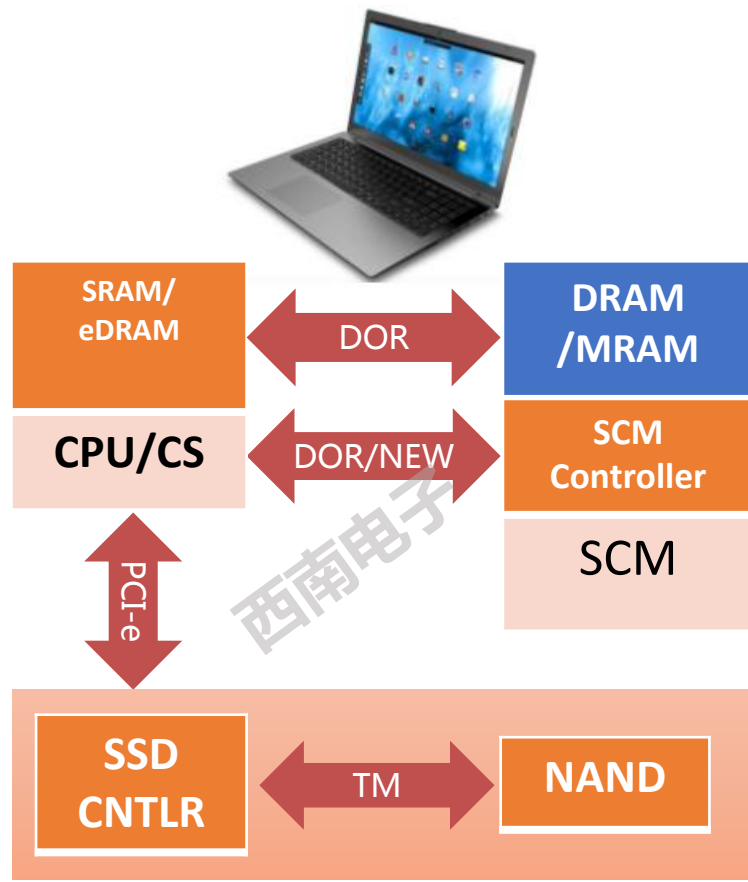 SRAM/
eDRAM
DOR
DRAM
/MRAM
CPU/CS
DOR/NEW
SCM
Controller
SCM
PCI-e
西南电子
SSD
CNTLR
TM
NAND